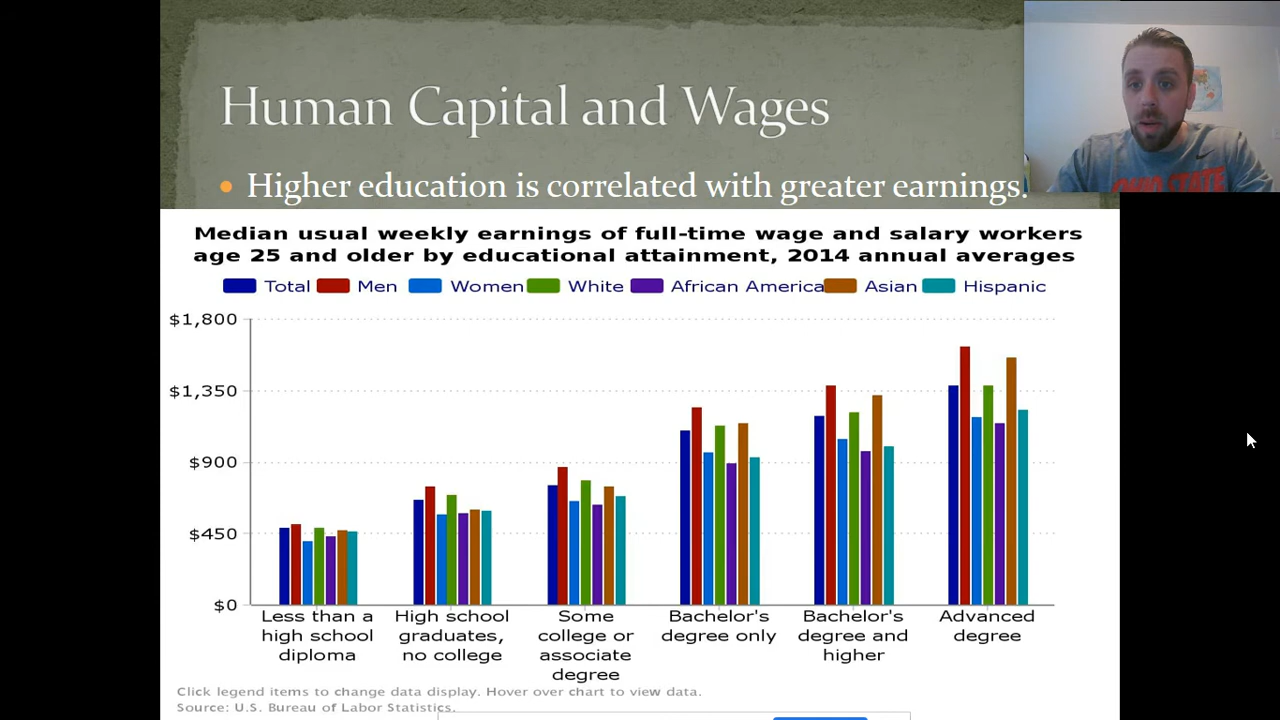 Human Capital and Wages
Higher education is correlated with greater earnings.
Median usual weekly earnings of full-time wage and salary workers
age 25 and older by educational attainment, 2014 annual averages
Total Men Women White African America Asian Hispanic
$1,800
$1,350
$900
$450
$0
Less than a
high school
diploma
High school
graduates,
no college
Some
college or
associate
degree
Bachelor's
degree only
Bachelor's
degree and
higher
Advanced
degree
Click legend items to change data display. Hover over chart to view data.
Source: U.S. Bureau of Labor Statistics.
OHIO STATE